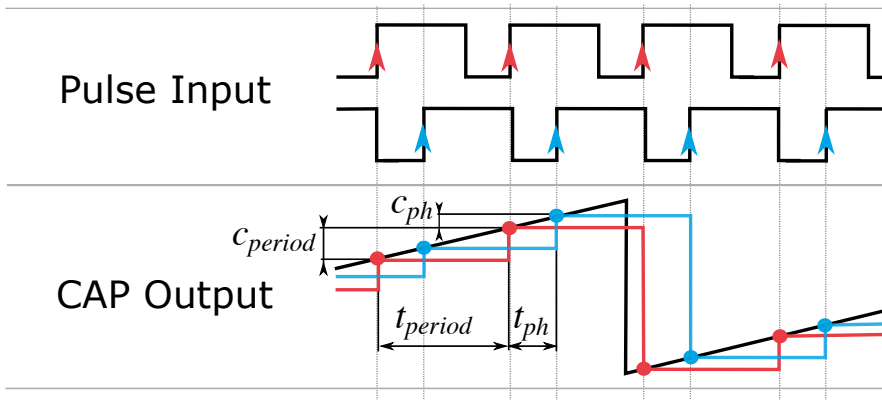 Pulse Input
c_ph
c_period
CAP Output
t_period
t_ph